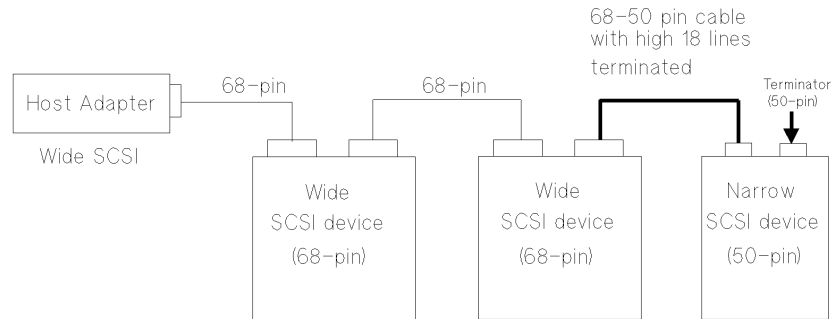 68-50 pin cable
with high 18 lines
terminated
Terminator
(50-pin)
68-pin
68-pin
Host Adapter
Wide SCSI
Wide
SCSI device
(68-pin)
Wide
SCSI device
(68-pin)
Narrow
SCSI device
(50-pin)